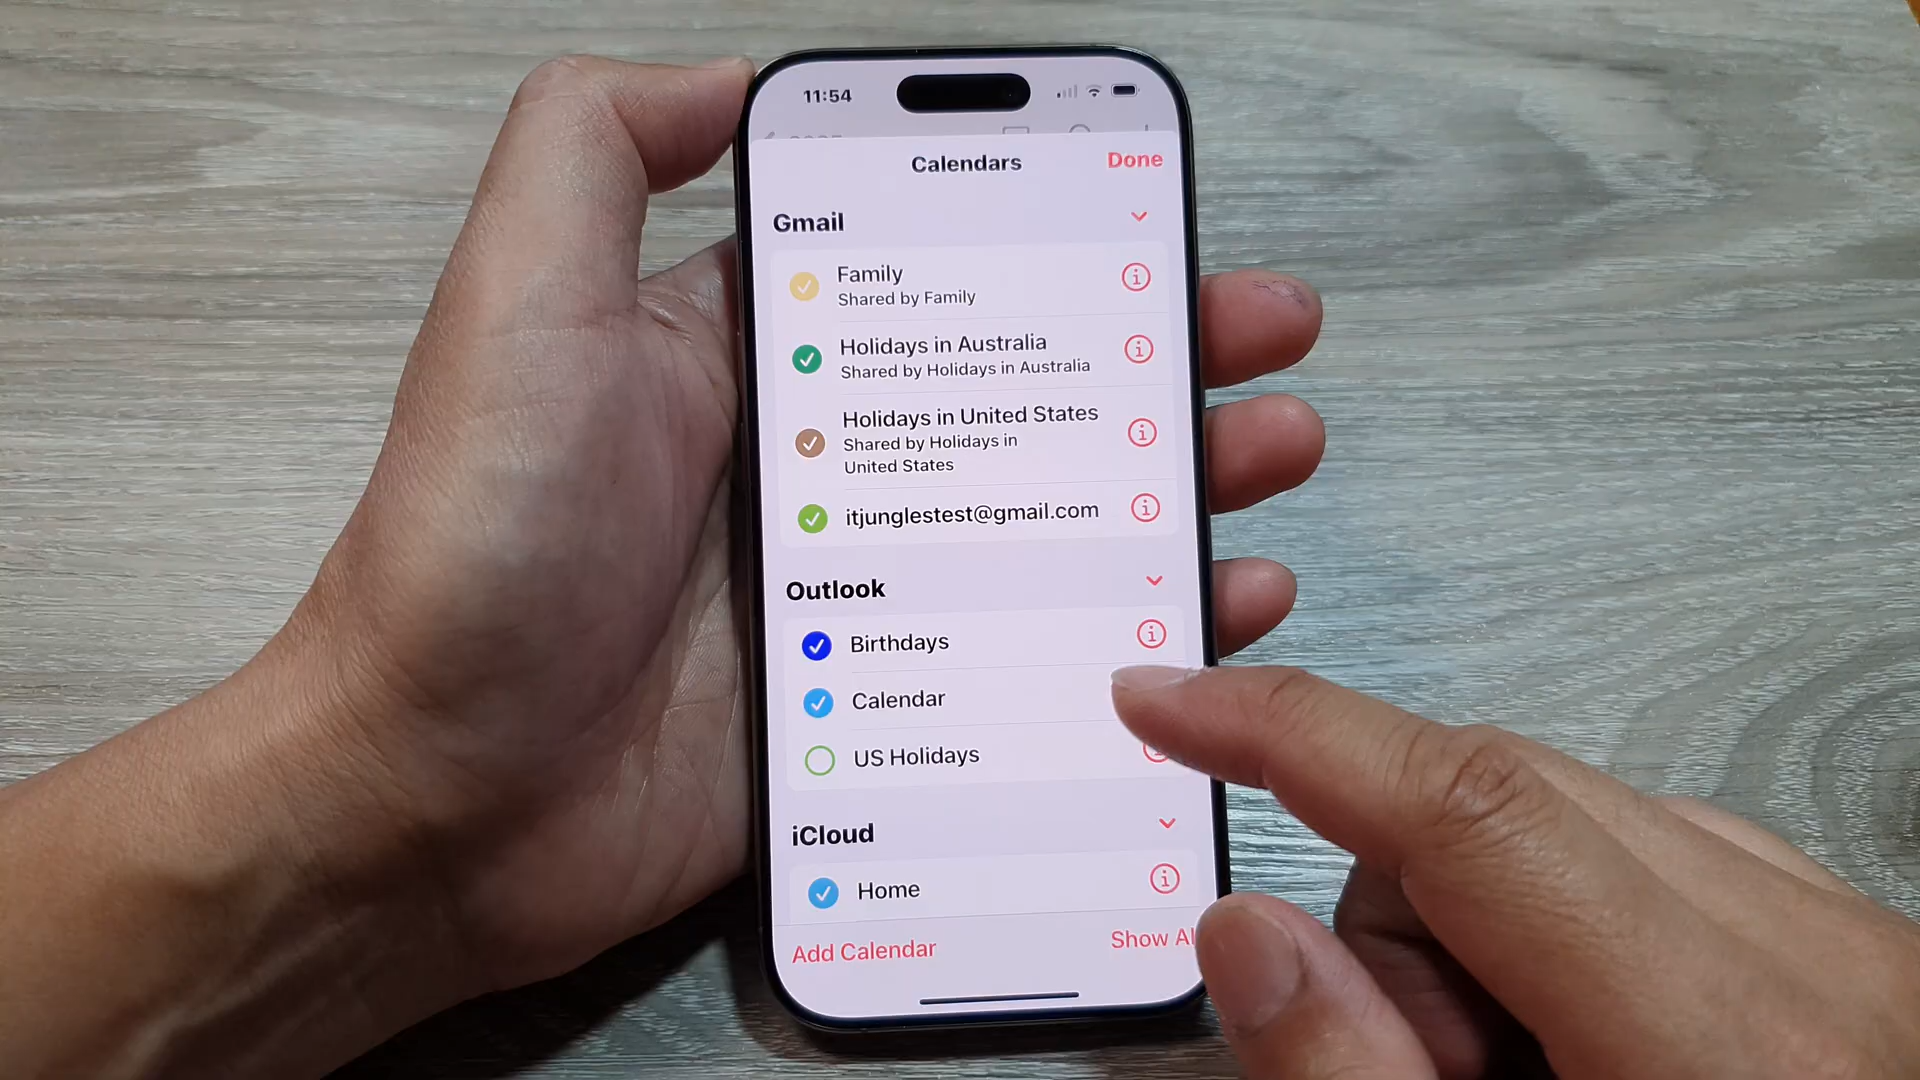 11:54
Calendars
Done
Gmail
Family
Shared by Family
Holidays in Australia
Shared by Holidays in Australia
Holidays in United States
Shared by Holidays in
United States
itjunglestest@gmail.com
Outlook
Birthdays
Calendar
US Holidays
iCloud
Home
Add Calendar
Show Al